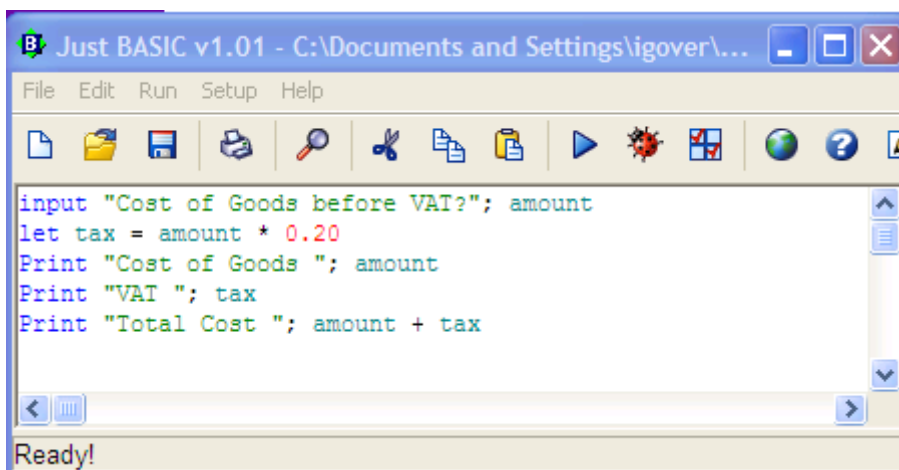 Just BASIC v1.01 - C:\Documents and Settings\igover\...
File Edit Run Setup Help
input "Cost of Goods before VAT?"; amount
let tax = amount * 0.20
Print "Cost of Goods "; amount
Print "VAT "; tax
Print "Total Cost "; amount + tax
Ready!